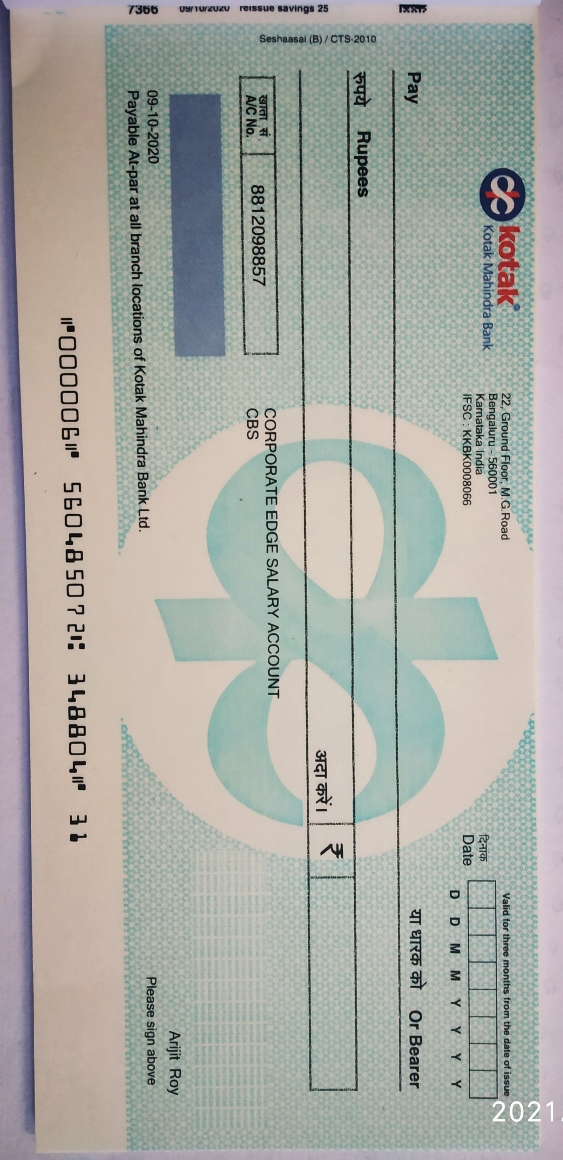 7366 09/10/2020 reissue savings 25
Seshaasai (B) / CTS-2010
kotak®
Kotak Mahindra Bank
22, Ground Floor, M G Road
Bengaluru - 560001
Karnataka India
IFSC : KKBK0008066
Valid for three months from the date of issue
दिनांक
Date
D D M M Y Y Y Y
Pay
या धारक को Or Bearer
रुपये Rupees
अदा करें।
₹
खाता सं.
A/C No.
8812098857
CORPORATE EDGE SALARY ACCOUNT
CBS
09-10-2020
Payable At-par at all branch locations of Kotak Mahindra Bank Ltd.
Arijit Roy
Please sign above
⑈000006⑈ 560485072⑆ 348804⑈ 31
2021